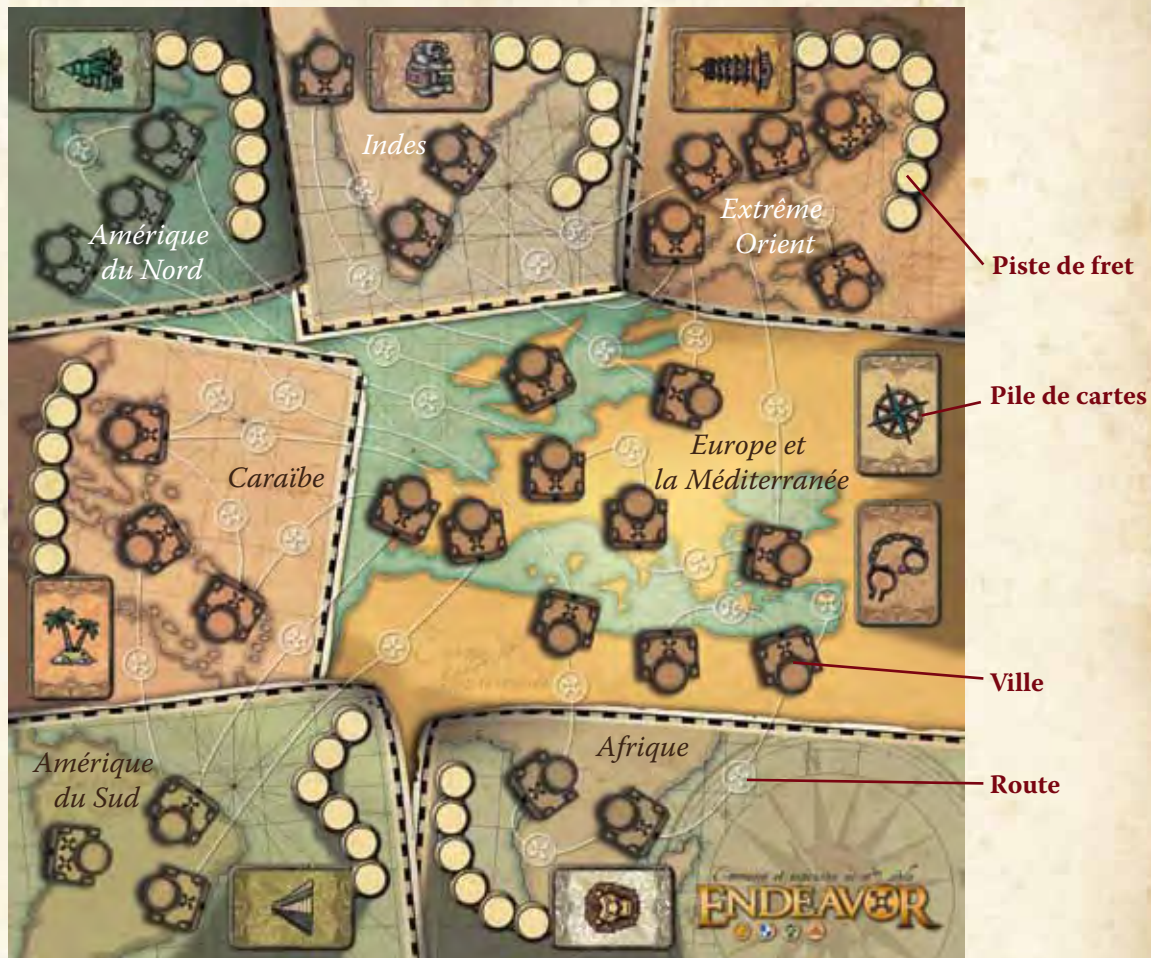 Indes
Amérique
du Nord
Extrême
Orient
Piste de fret
Pile de cartes
Caraïbe
Europe et
la Méditerranée
Ville
Amérique
du Sud
Afrique
Route
ENDEAVOR